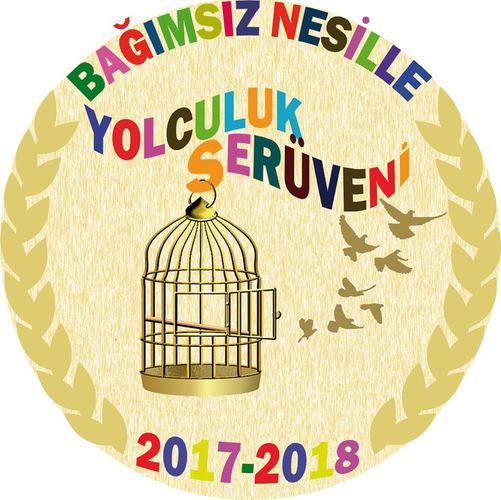 BAĞIMSIZ NESİLLE
YOLCULUK
SERÜVENİ
2017-2018